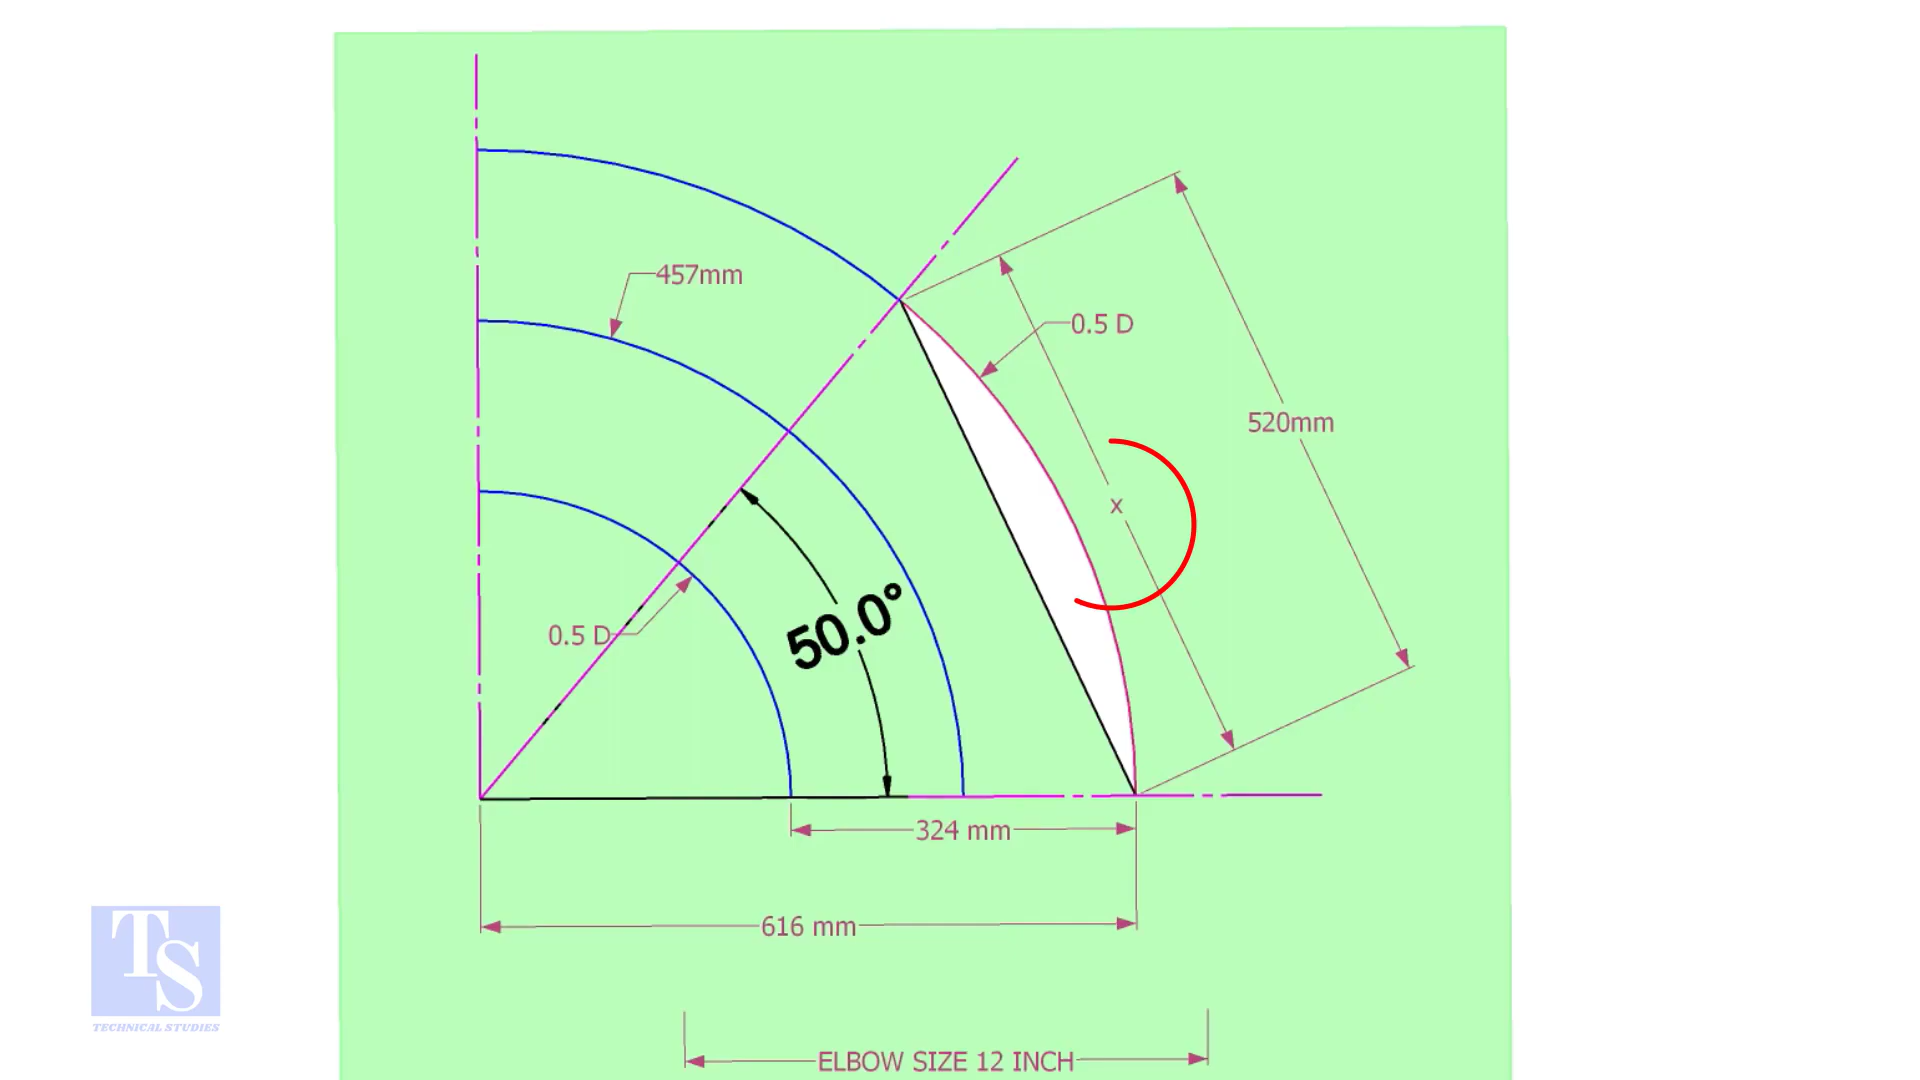 457mm
0.5 D
520mm
x
50.0°
0.5 D
324 mm
616 mm
TS
TECHNICAL STUDIES
ELBOW SIZE 12 INCH